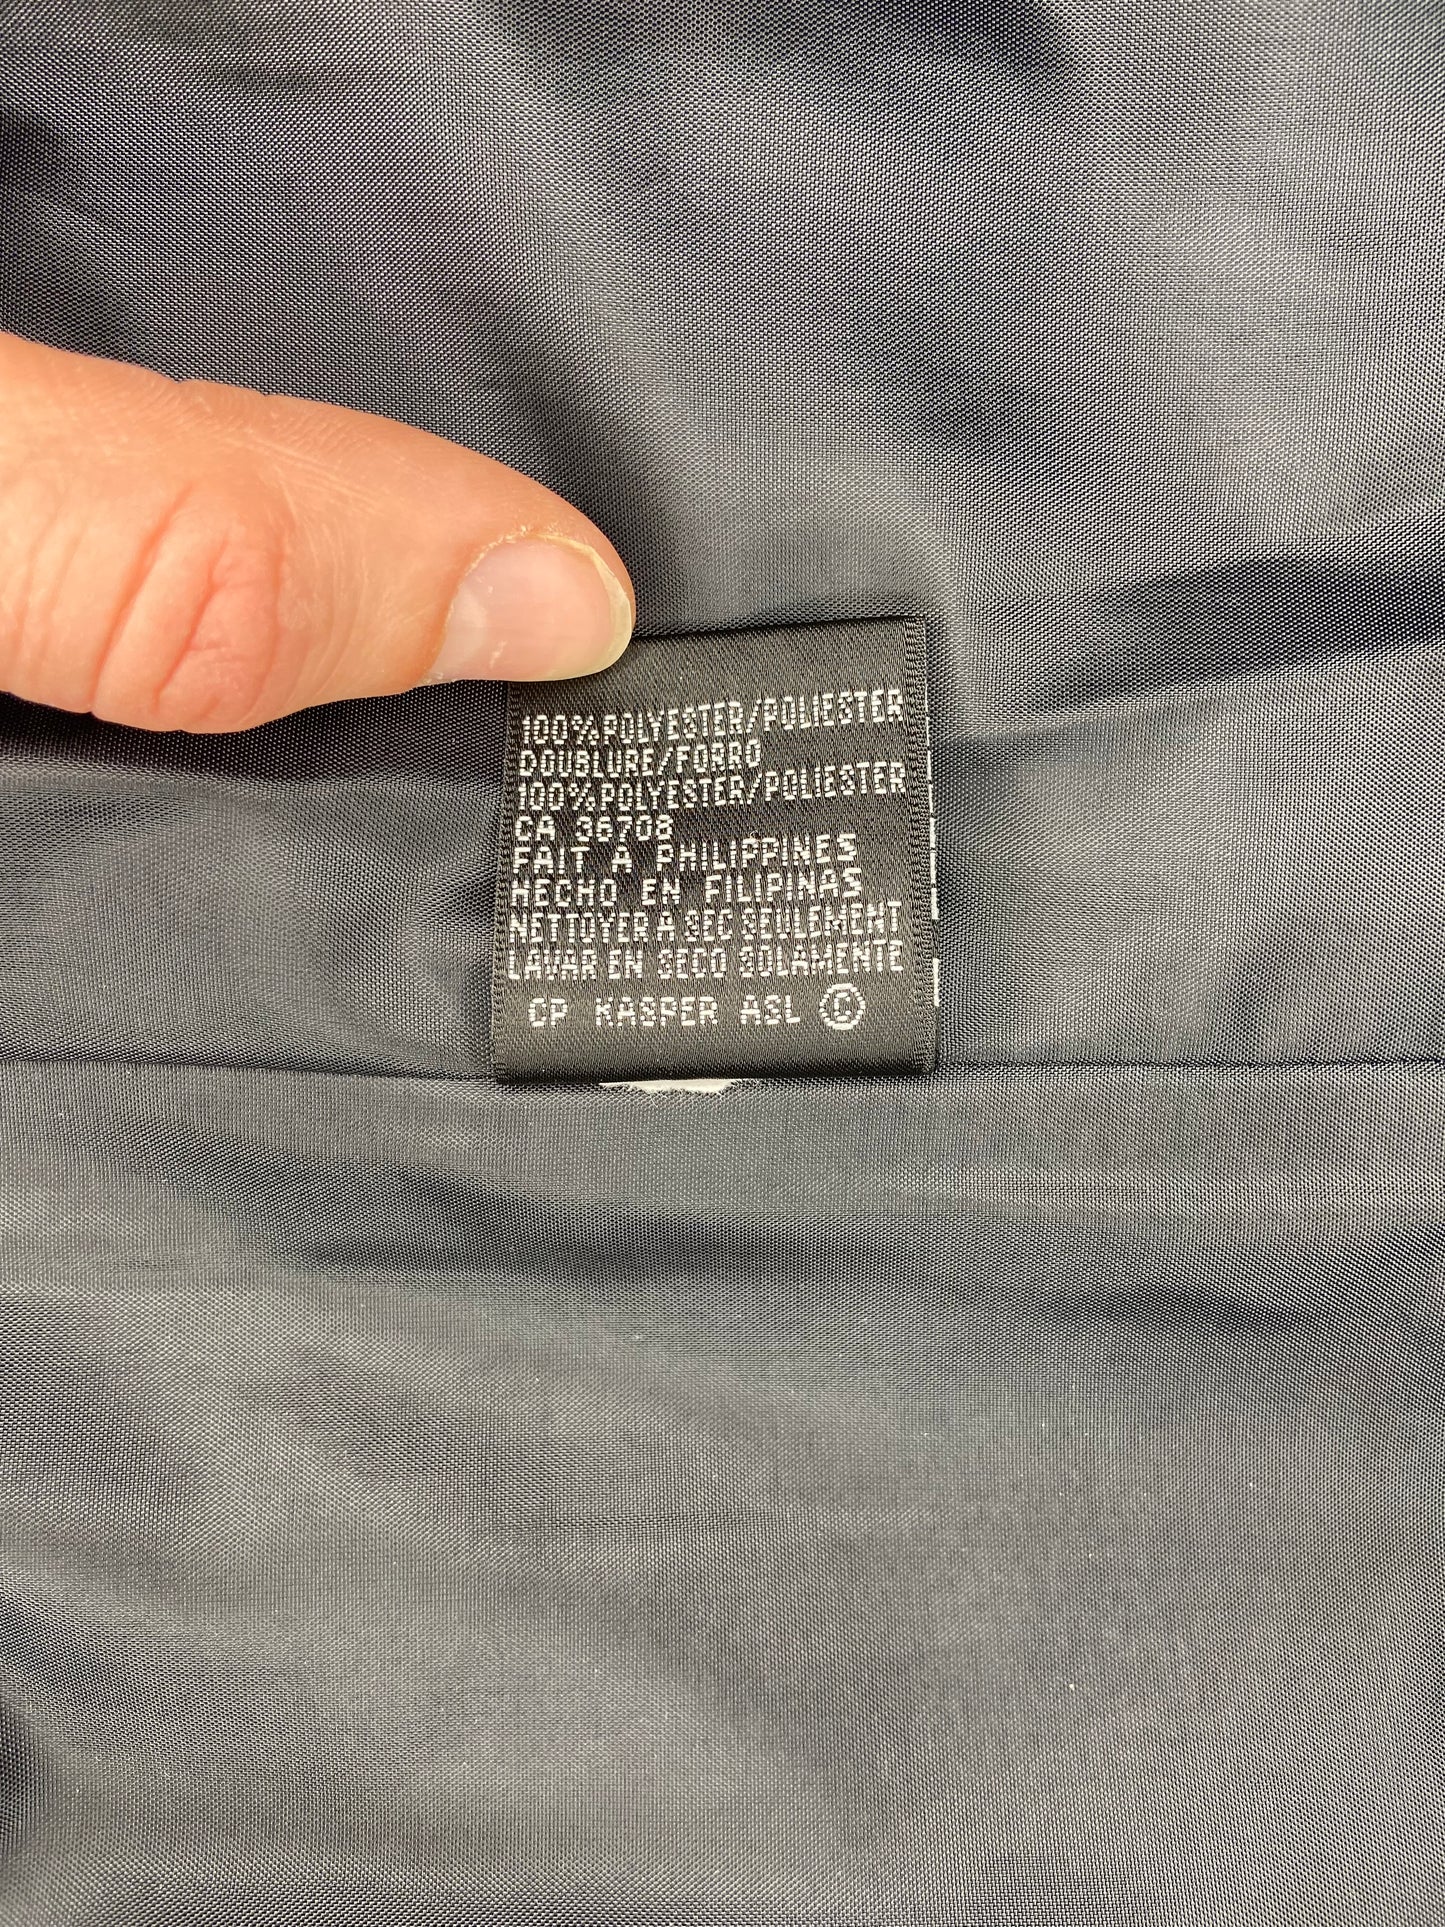 100%POLYESTER/POLIESTER
DOUBLURE/FORRO
100%POLYESTER/POLIESTER
CA 36708
FAIT A PHILIPPINES
HECHO EN FILIPINAS
NETTOYER A SEC SEULEMENT
LAVAR EN SECO SOLAMENTE
CP KASPER ASL ©